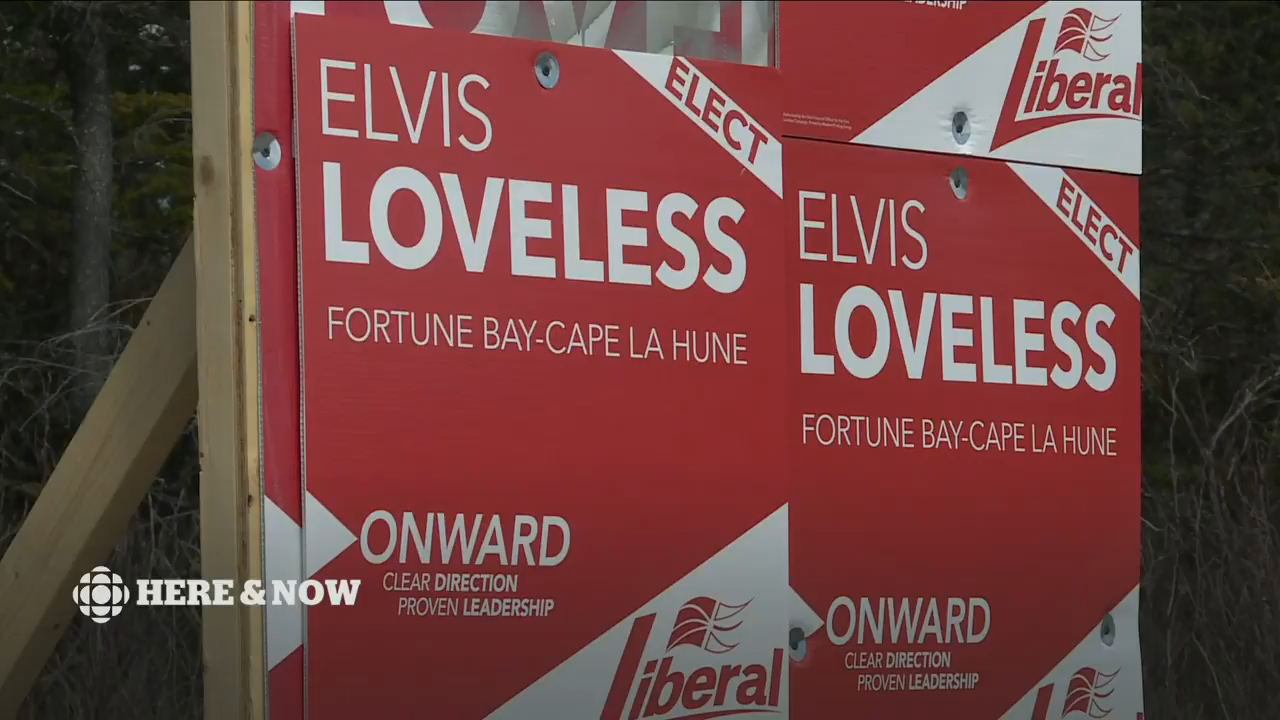 ELECT
ELVIS
LOVELESS
FORTUNE BAY-CAPE LA HUNE
ONWARD
CLEAR DIRECTION
PROVEN LEADERSHIP
Liberal
Liberal
ELECT
ELVIS
LOVELESS
FORTUNE BAY-CAPE LA HUNE
ONWARD
CLEAR DIRECTION
PROVEN LEADERSHIP
HERE & NOW